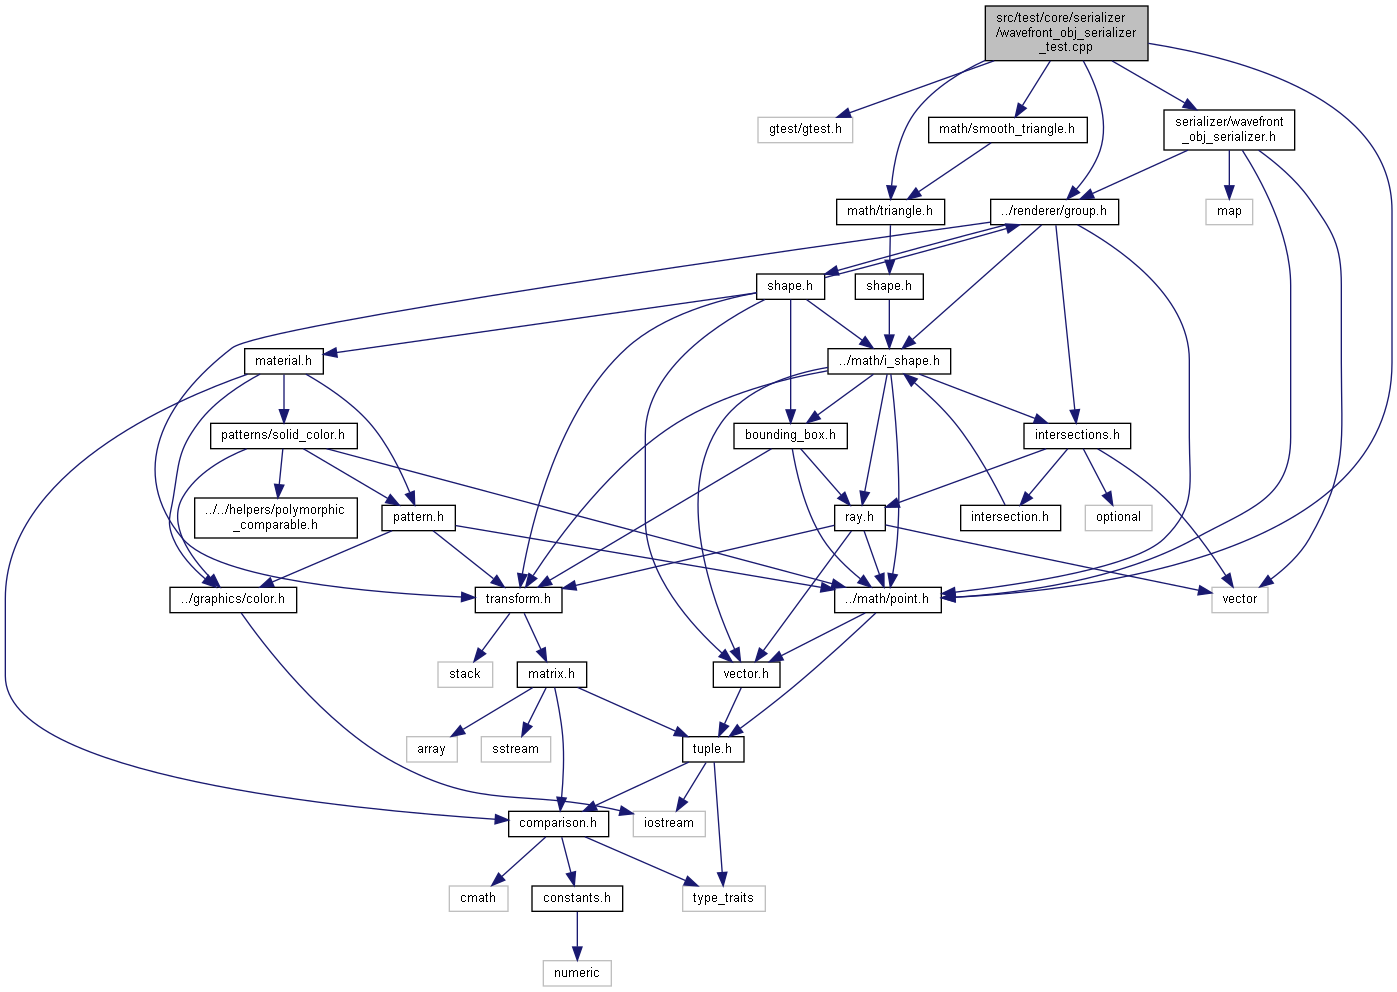 src/test/core/serializer
/wavefront_obj_serializer
_test.cpp
gtest/gtest.h
math/smooth_triangle.h
serializer/wavefront
_obj_serializer.h
math/triangle.h
../renderer/group.h
map
shape.h
shape.h
material.h
../math/i_shape.h
patterns/solid_color.h
bounding_box.h
intersections.h
../../helpers/polymorphic
_comparable.h
pattern.h
ray.h
intersection.h
optional
../graphics/color.h
transform.h
../math/point.h
vector
stack
matrix.h
vector.h
array
sstream
tuple.h
comparison.h
iostream
cmath
constants.h
type_traits
numeric